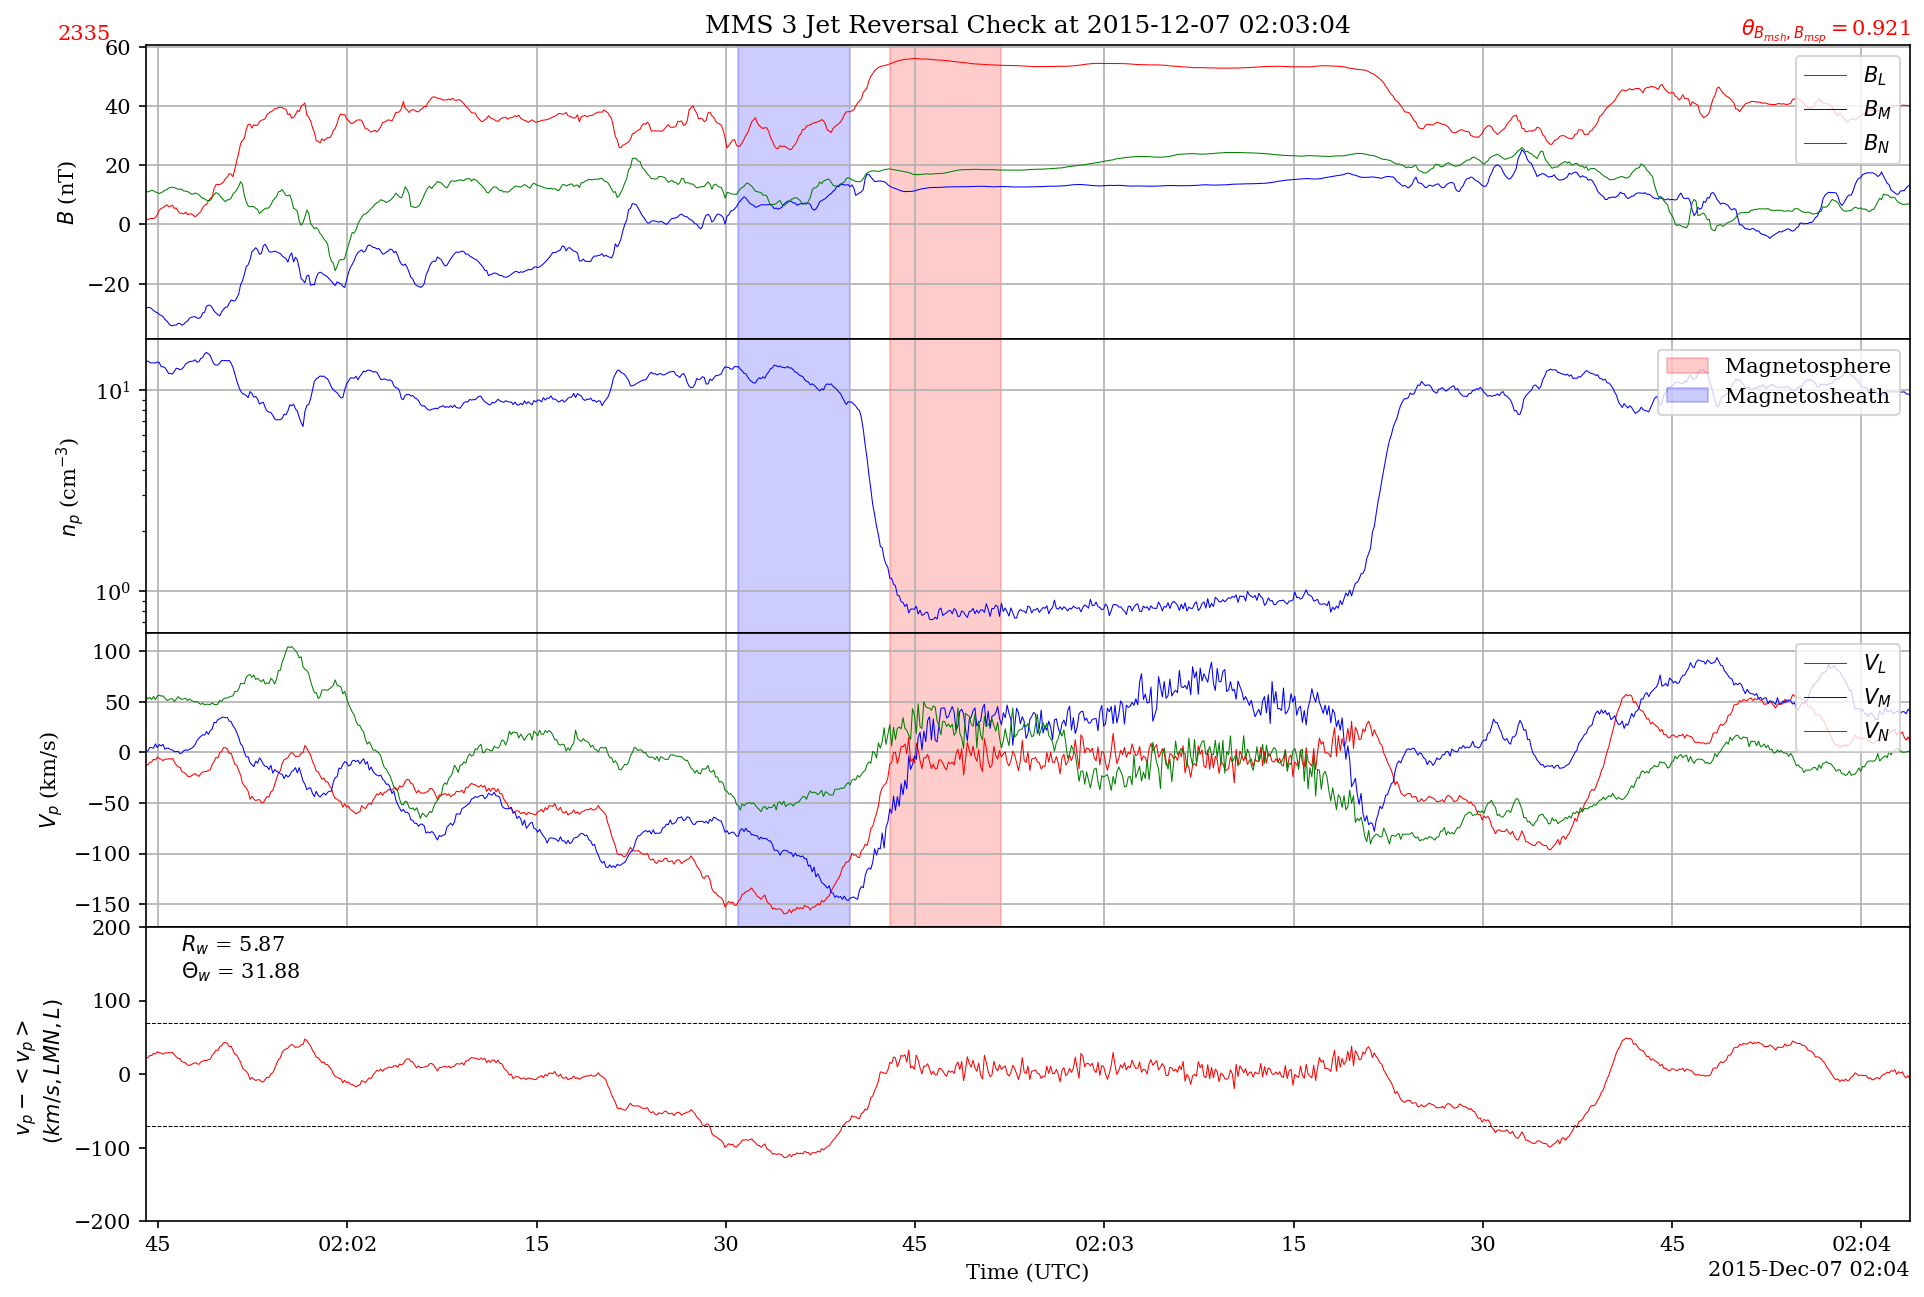 MMS 3 Jet Reversal Check at 2015-12-07 02:03:04
2335
θ_{B_{msh}, B_{msp}} = 0.921
60
40
20
0
−20
B (nT)
B_L
B_M
B_N
10^1
10^0
n_p (cm^{−3})
Magnetosphere
Magnetosheath
100
50
0
−50
−100
−150
V_p (km/s)
V_L
V_M
V_N
200
100
0
−100
−200
v_p − < v_p >
(km/s, LMN, L)
R_w = 5.87
Θ_w = 31.88
45 02:02 15 30 45 02:03 15 30 45 02:04
Time (UTC)
2015-Dec-07 02:04